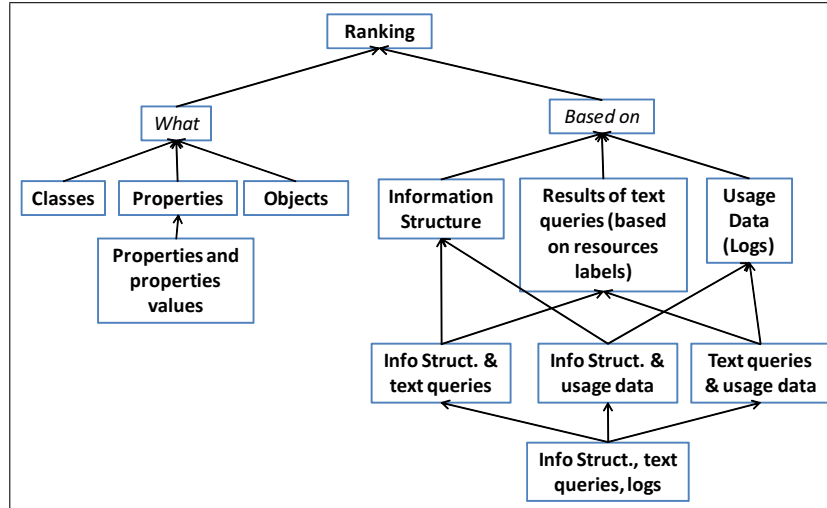 Ranking
What
Based on
Classes
Properties
Objects
Properties and
properties
values
Information
Structure
Results of text
queries (based
on resources
labels)
Usage
Data
(Logs)
Info Struct. &
text queries
Info Struct. &
usage data
Text queries
& usage data
Info Struct., text
queries, logs